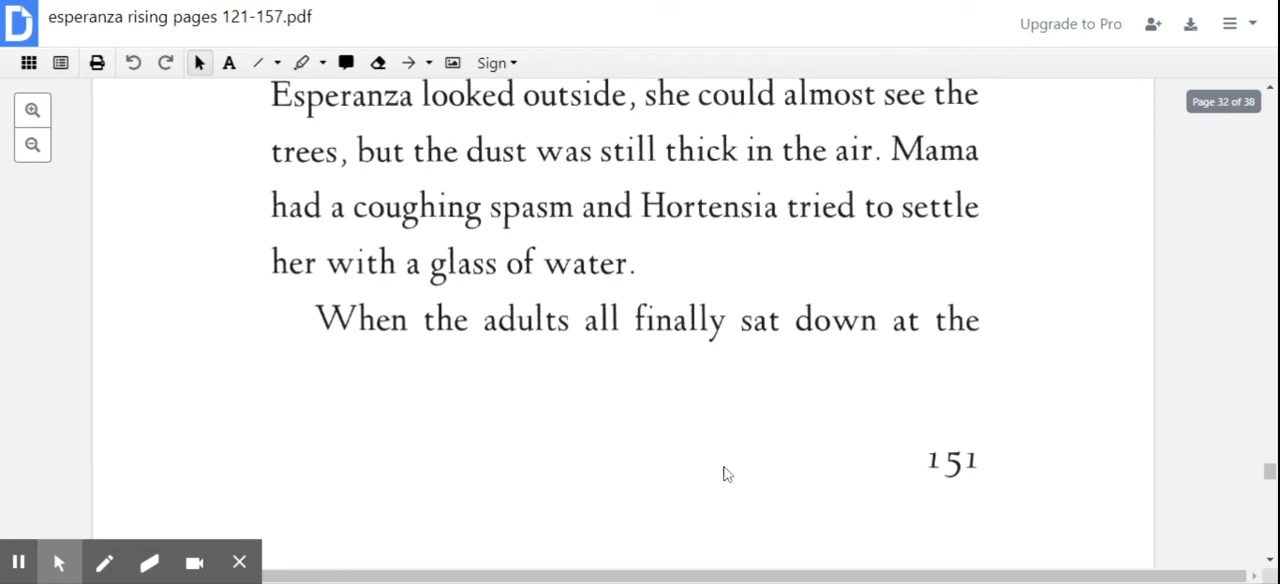 esperanza rising pages 121-157.pdf
Upgrade to Pro
Sign
Page 32 of 38
Esperanza looked outside, she could almost see the
trees, but the dust was still thick in the air. Mama
had a coughing spasm and Hortensia tried to settle
her with a glass of water.
When the adults all finally sat down at the
151